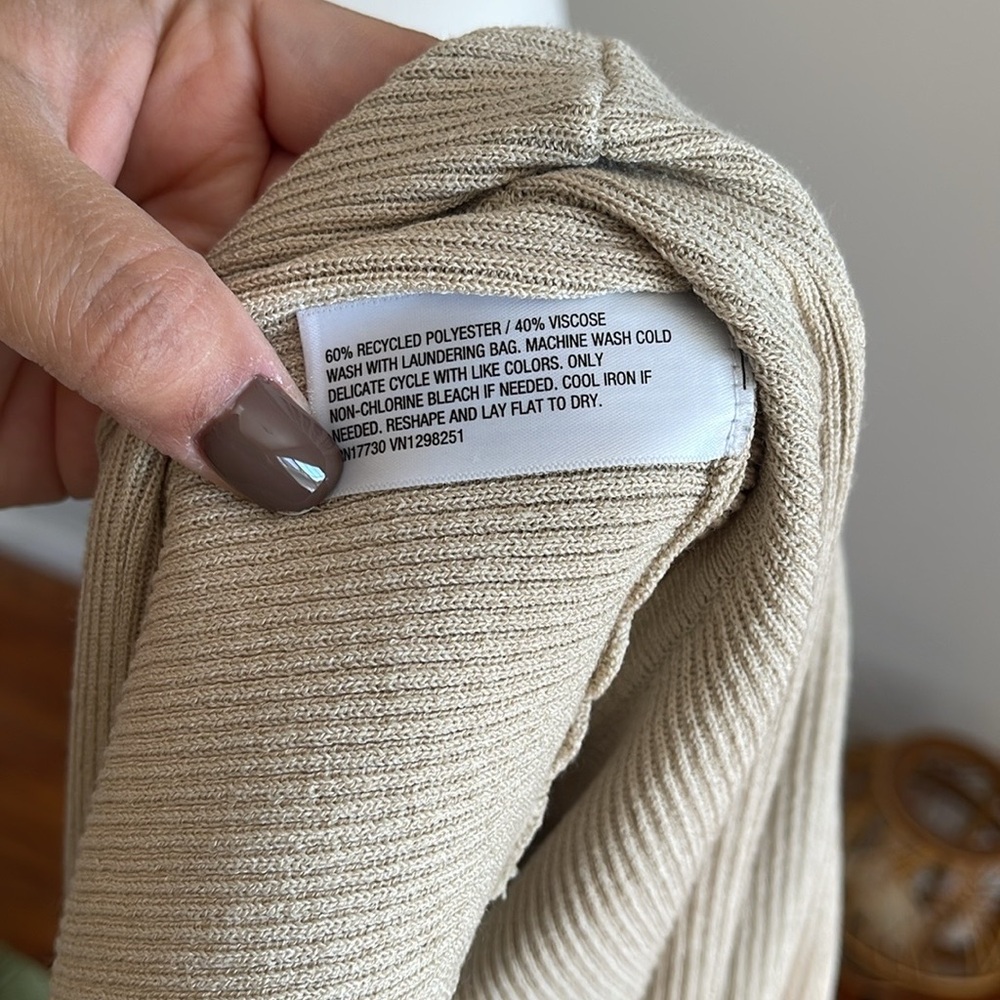 60% RECYCLED POLYESTER / 40% VISCOSE
WASH WITH LAUNDERING BAG. MACHINE WASH COLD
DELICATE CYCLE WITH LIKE COLORS. ONLY
NON-CHLORINE BLEACH IF NEEDED. COOL IRON IF
NEEDED. RESHAPE AND LAY FLAT TO DRY.
RN17730 VN1298251